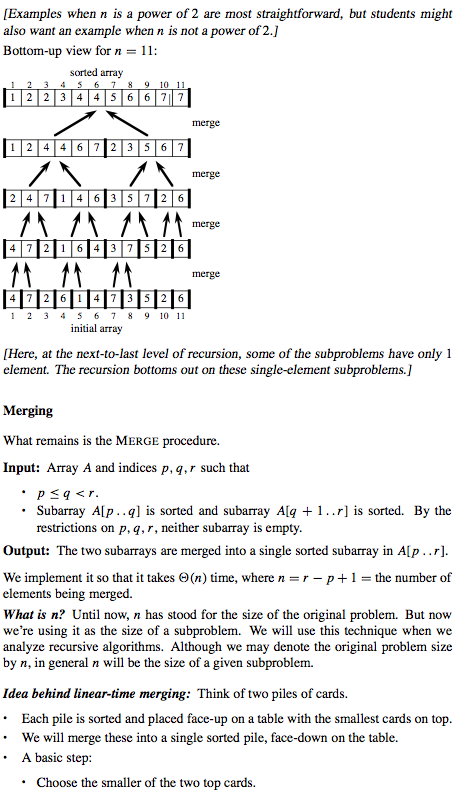 [Examples when n is a power of 2 are most straightforward, but students might
also want an example when n is not a power of 2.]
Bottom-up view for n = 11:
sorted array
1 2 3 4 5 6 7 8 9 10 11
1 2 2 3 4 4 5 6 6 7 7
merge
1 2 4 4 6 7 2 3 5 6 7
merge
2 4 7 1 4 6 3 5 7 2 6
merge
4 7 2 1 6 4 3 7 5 2 6
merge
4 7 2 6 1 4 7 3 5 2 6
1 2 3 4 5 6 7 8 9 10 11
initial array
[Here, at the next-to-last level of recursion, some of the subproblems have only 1
element. The recursion bottoms out on these single-element subproblems.]
Merging
What remains is the MERGE procedure.
Input: Array A and indices p, q, r such that
• p ≤ q < r.
• Subarray A[p . . q] is sorted and subarray A[q + 1 . . r] is sorted. By the
restrictions on p, q, r, neither subarray is empty.
Output: The two subarrays are merged into a single sorted subarray in A[p . . r].
We implement it so that it takes Θ(n) time, where n = r − p + 1 = the number of
elements being merged.
What is n? Until now, n has stood for the size of the original problem. But now
we're using it as the size of a subproblem. We will use this technique when we
analyze recursive algorithms. Although we may denote the original problem size
by n, in general n will be the size of a given subproblem.
Idea behind linear-time merging: Think of two piles of cards.
• Each pile is sorted and placed face-up on a table with the smallest cards on top.
• We will merge these into a single sorted pile, face-down on the table.
• A basic step:
• Choose the smaller of the two top cards.